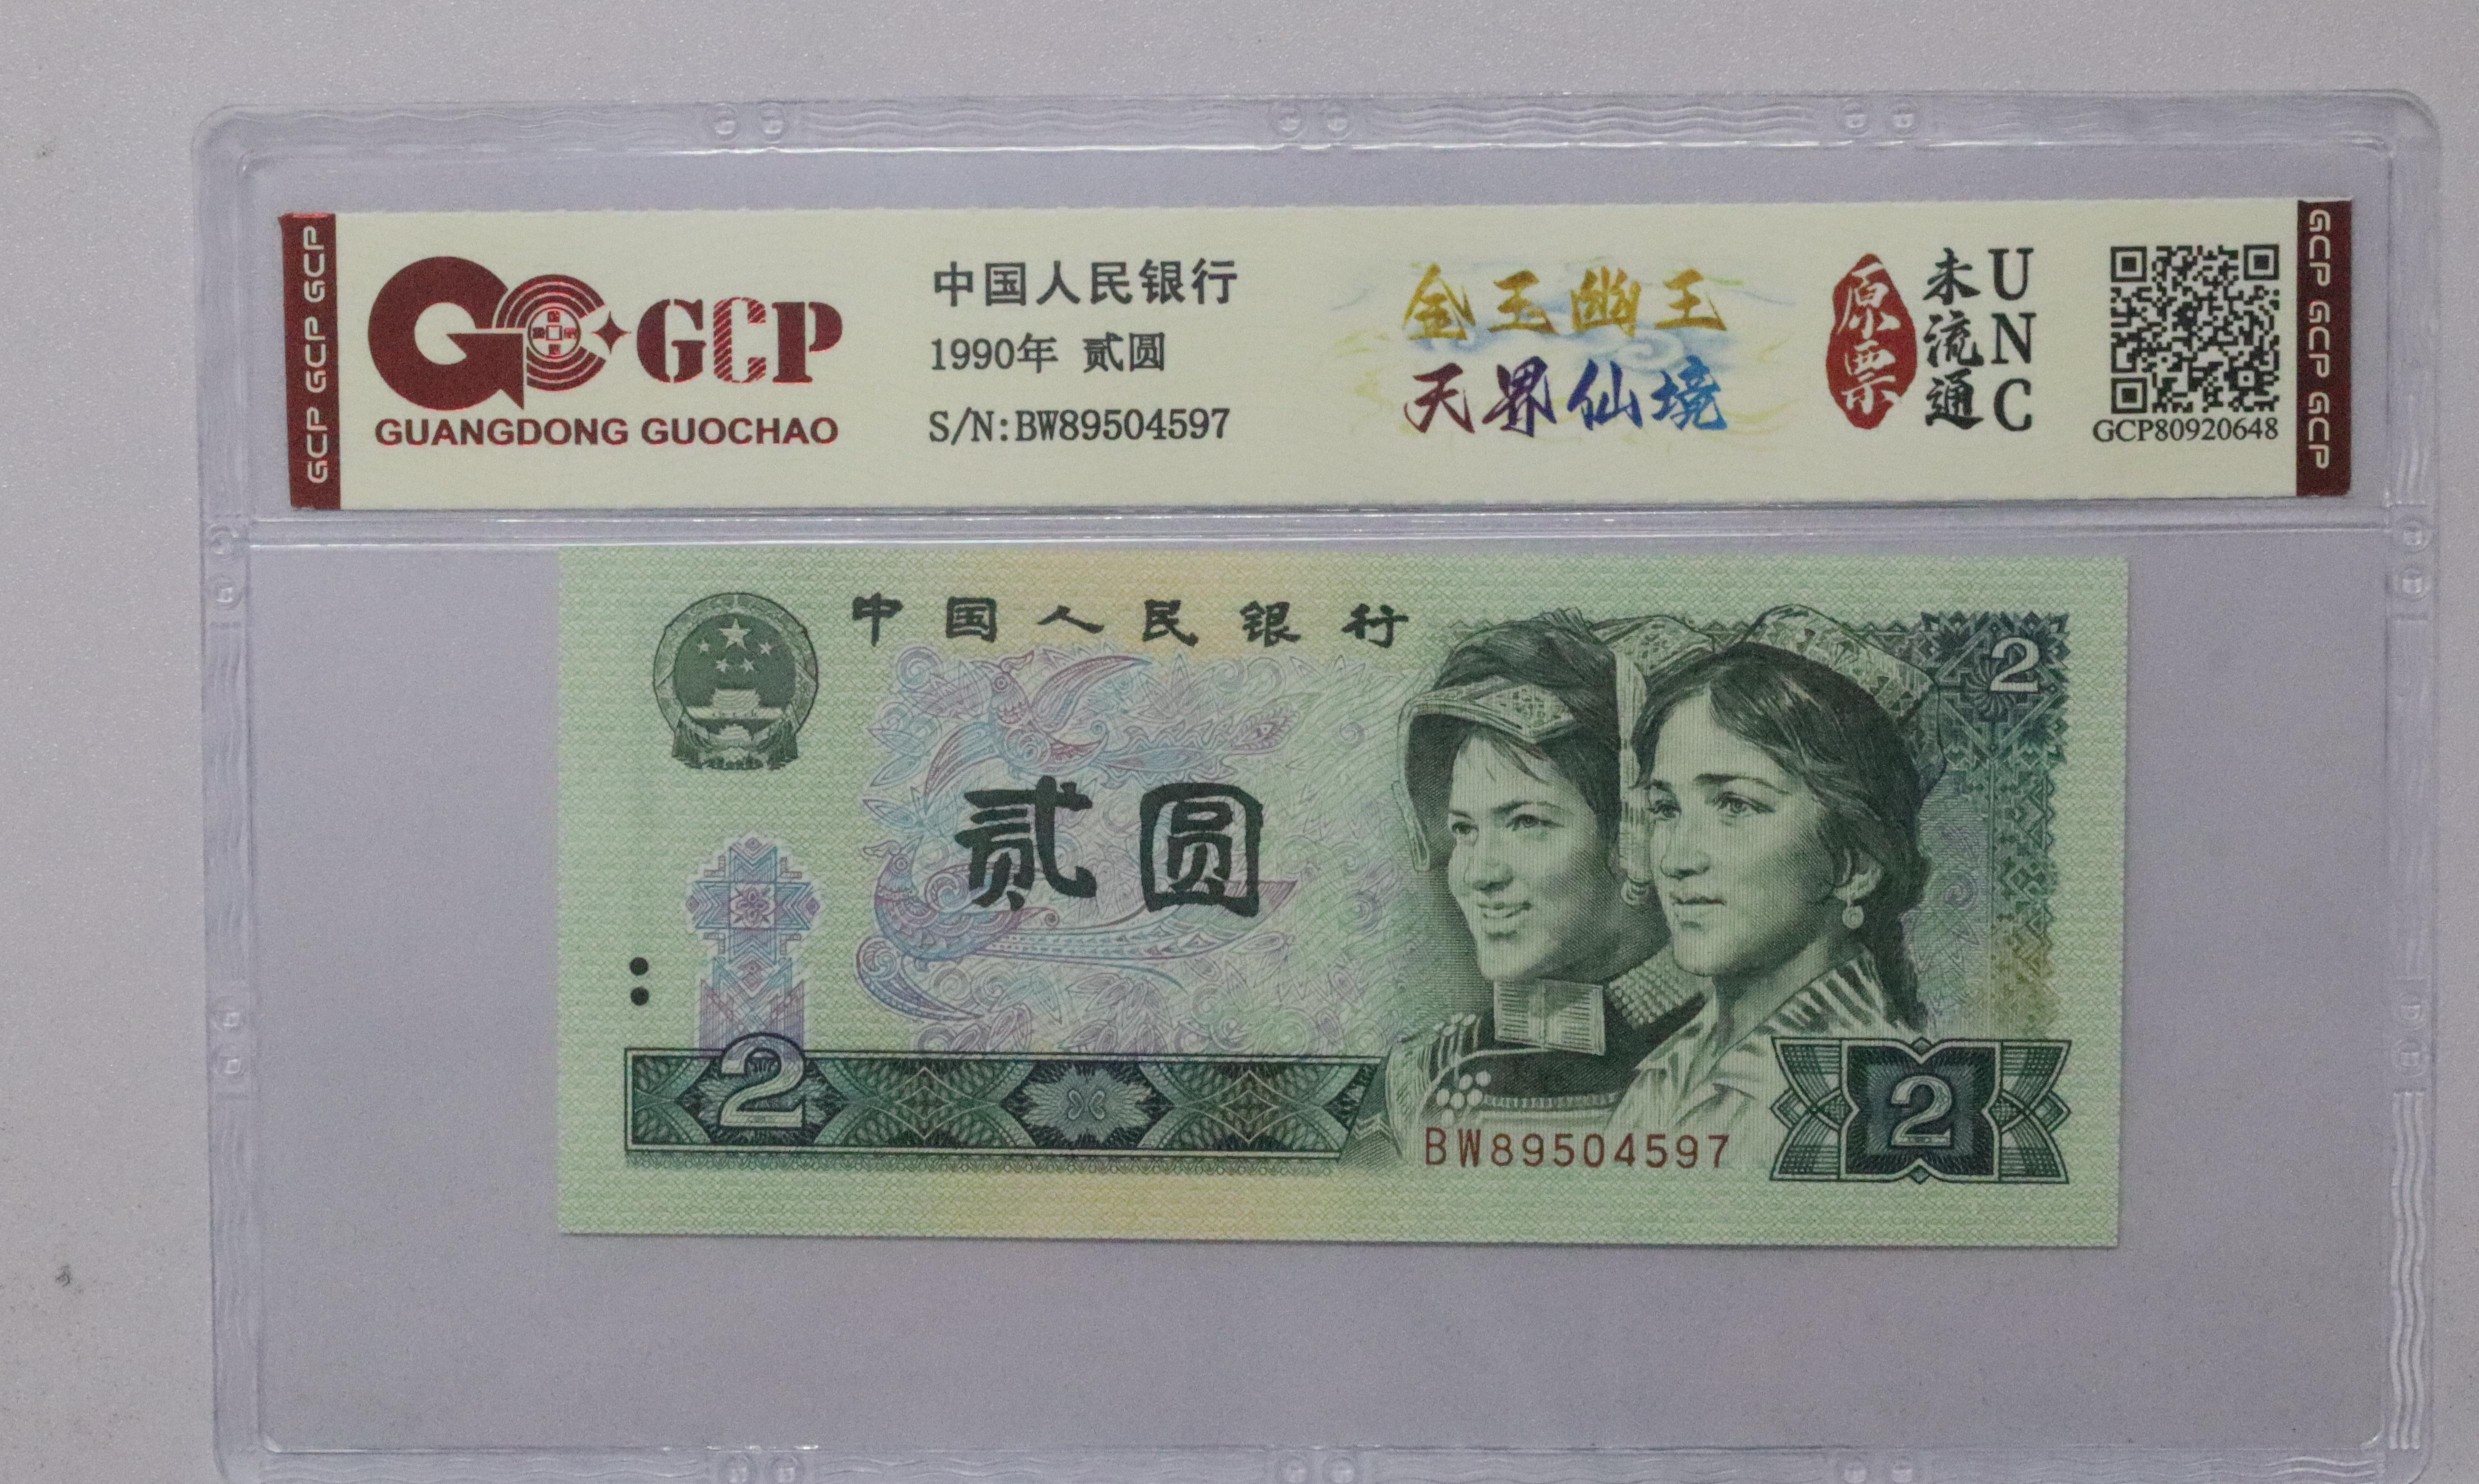 GCP GCP GCP
GCP
GUANGDONG GUOCHAO
中国人民银行
1990年 贰圆
S/N:BW89504597
金玉幽王
天界仙境
原票
未流通
UNC
GCP80920648
GCP GCP GCP
中国人民银行
2
贰圆
2
BW89504597
2